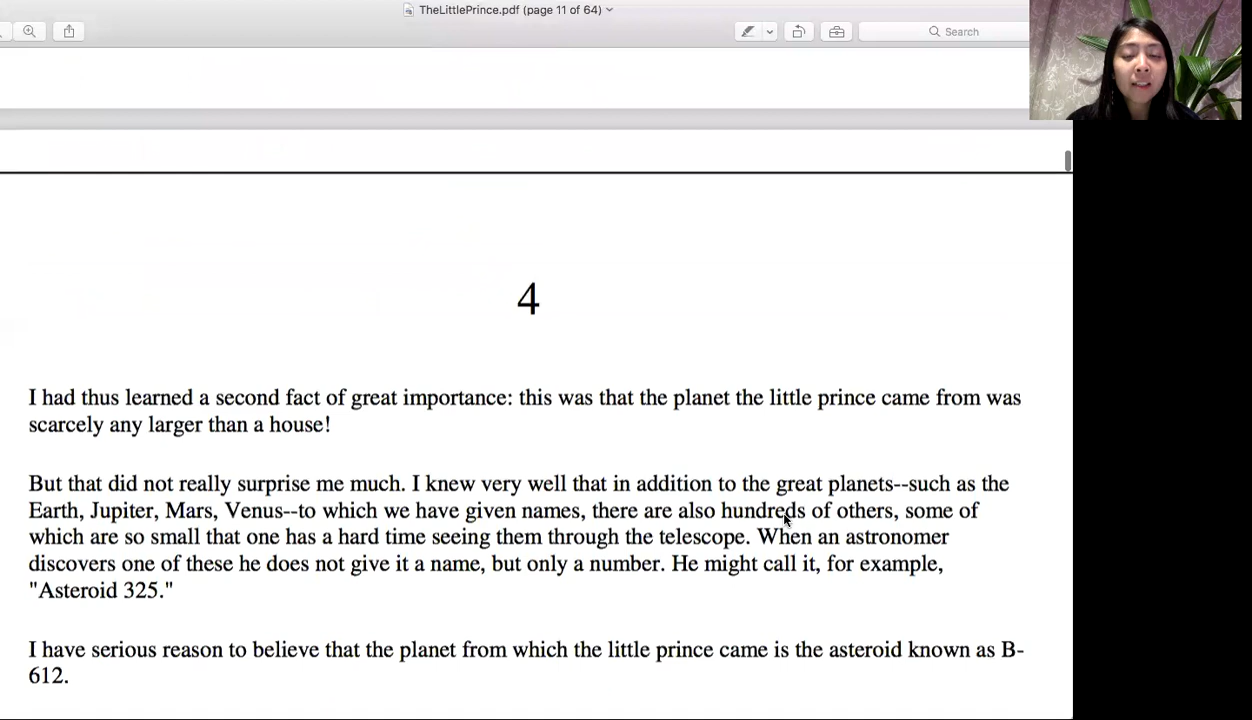 TheLittlePrince.pdf (page 11 of 64)
Search
4
I had thus learned a second fact of great importance: this was that the planet the little prince came from was
scarcely any larger than a house!
But that did not really surprise me much. I knew very well that in addition to the great planets--such as the
Earth, Jupiter, Mars, Venus--to which we have given names, there are also hundreds of others, some of
which are so small that one has a hard time seeing them through the telescope. When an astronomer
discovers one of these he does not give it a name, but only a number. He might call it, for example,
"Asteroid 325."
I have serious reason to believe that the planet from which the little prince came is the asteroid known as B-
612.